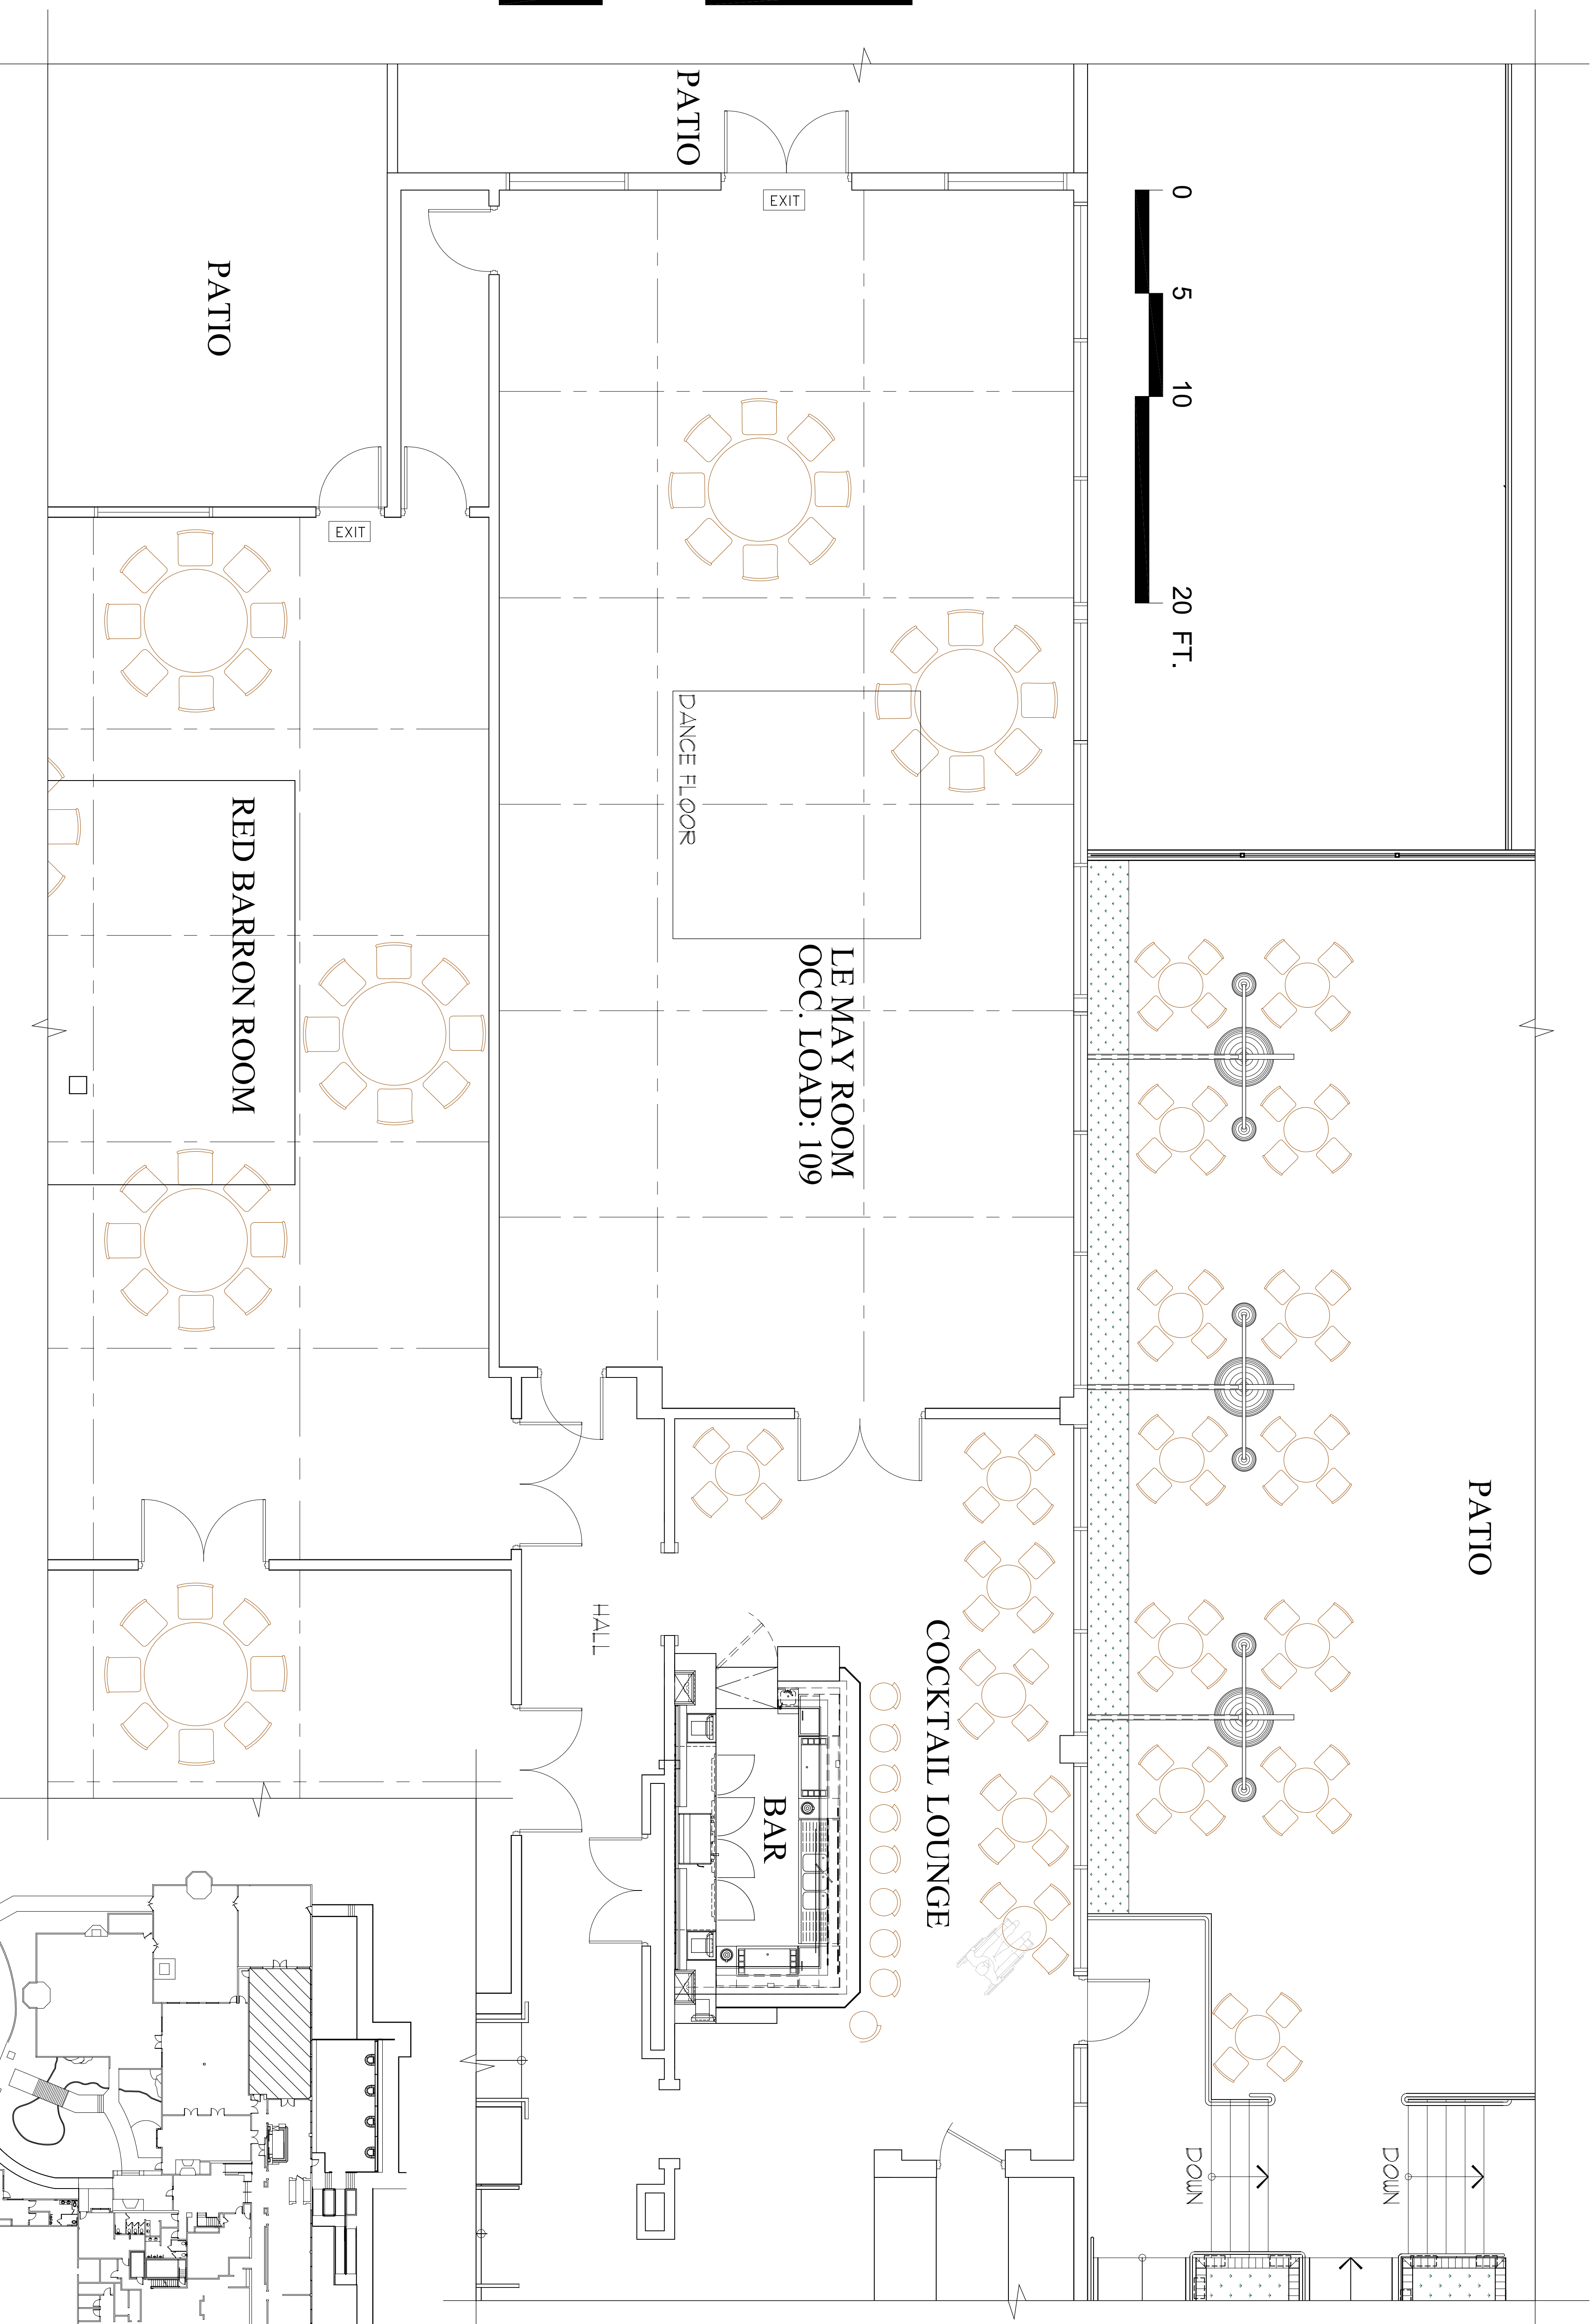 PATIO
EXIT
0 5 10 20 FT.
PATIO
EXIT
DANCE FLOOR
LE MAY ROOM
OCC. LOAD: 109
RED BARRON ROOM
PATIO
HALL
COCKTAIL LOUNGE
BAR
DOWN
DOWN